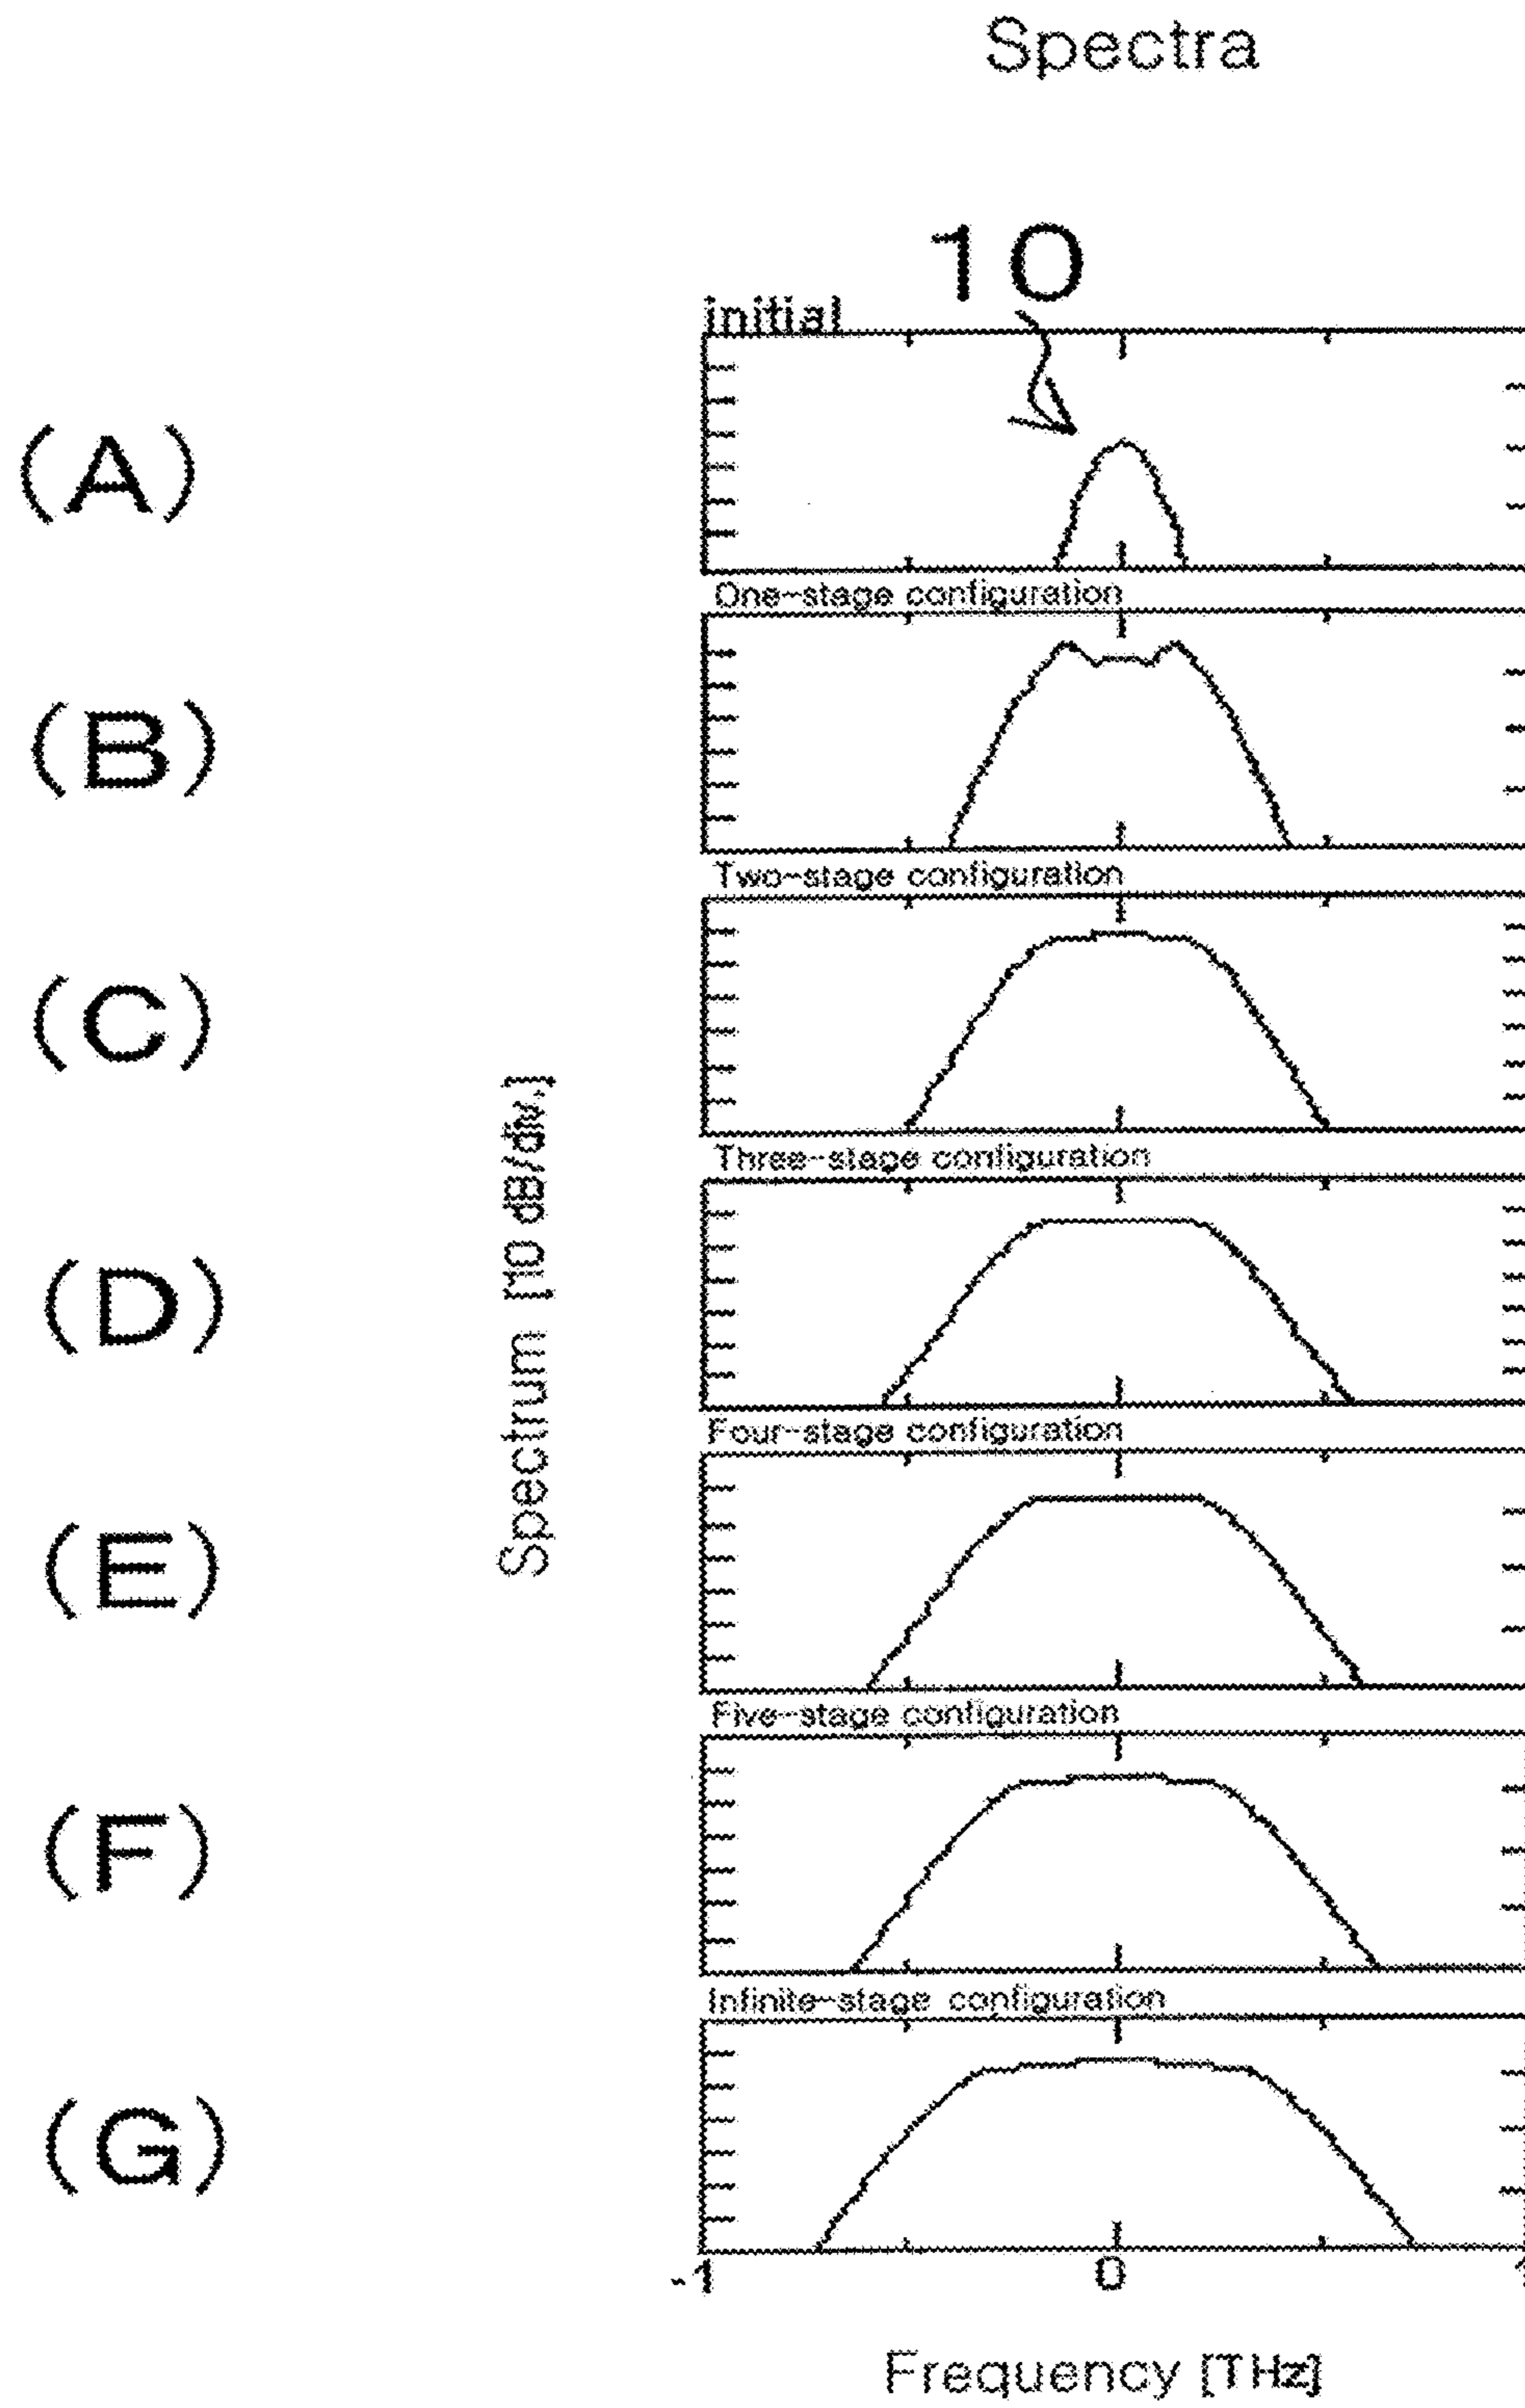 Spectra
10
initial
(A)
One-stage configuration
(B)
Two-stage configuration
(C)
Three-stage configuration
(D)
Four-stage configuration
(E)
Five-stage configuration
(F)
Infinite-stage configuration
(G)
Spectrum [10 dB/div.]
-1 0 1
Frequency [THz]